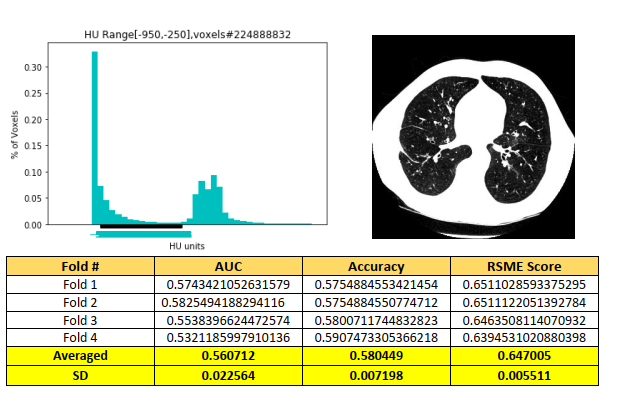 HU Range[-950,-250],voxels#224888832
% of Voxels
0.30
0.25
0.20
0.15
0.10
0.05
0.00
HU units
Fold # AUC Accuracy RSME Score
Fold 1 0.5743421052631579 0.5754884553421454 0.6511028593375295
Fold 2 0.5825494188294116 0.5754884550774712 0.6511122051392784
Fold 3 0.5538396624472574 0.5800711744832823 0.6463508114070932
Fold 4 0.5321185997910136 0.5907473305366218 0.6394531020880398
Averaged 0.560712 0.580449 0.647005
SD 0.022564 0.007198 0.005511